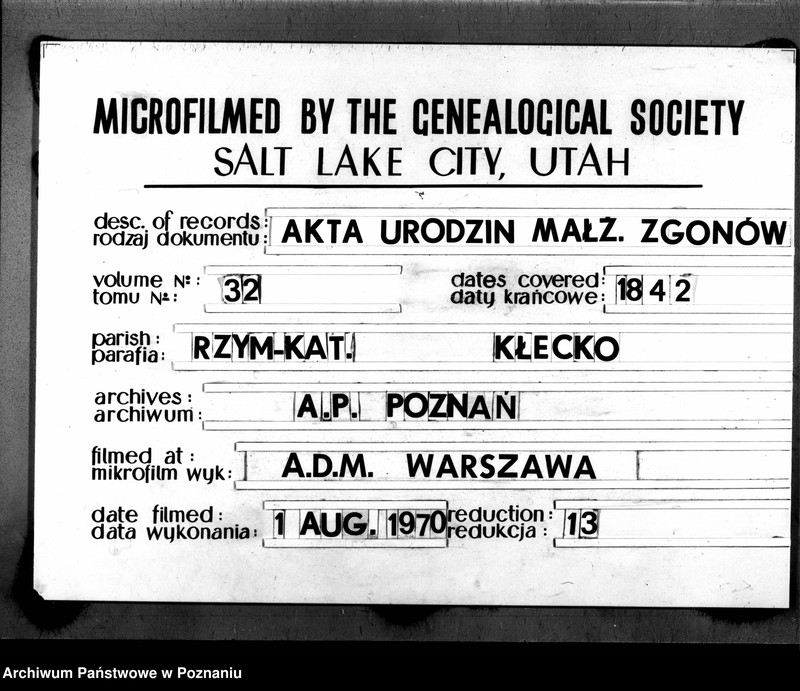 MICROFILMED BY THE GENEALOGICAL SOCIETY
SALT LAKE CITY, UTAH
desc. of records:
rodzaj dokumentu:
AKTA URODZIN MAŁŻ. ZGONÓW
volume Nº:
tomu Nº:
32
dates covered:
daty krańcowe:
1842
parish:
parafia:
RZYM-KAT. KŁECKO
archives:
archiwum:
A.P. POZNAŃ
filmed at:
mikrofilm wyk:
A.D.M. WARSZAWA
date filmed:
data wykonania:
1 AUG. 1970
reduction:
redukcja:
13
Archiwum Państwowe w Poznaniu